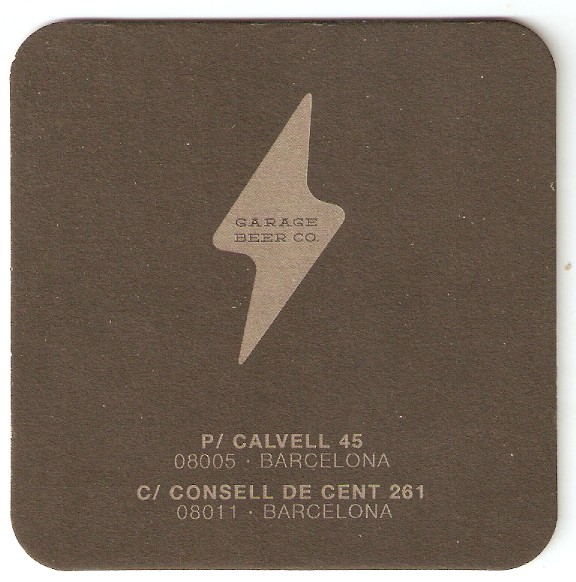 GARAGE
BEER CO.
P/ CALVELL 45
08005 · BARCELONA
C/ CONSELL DE CENT 261
08011 · BARCELONA